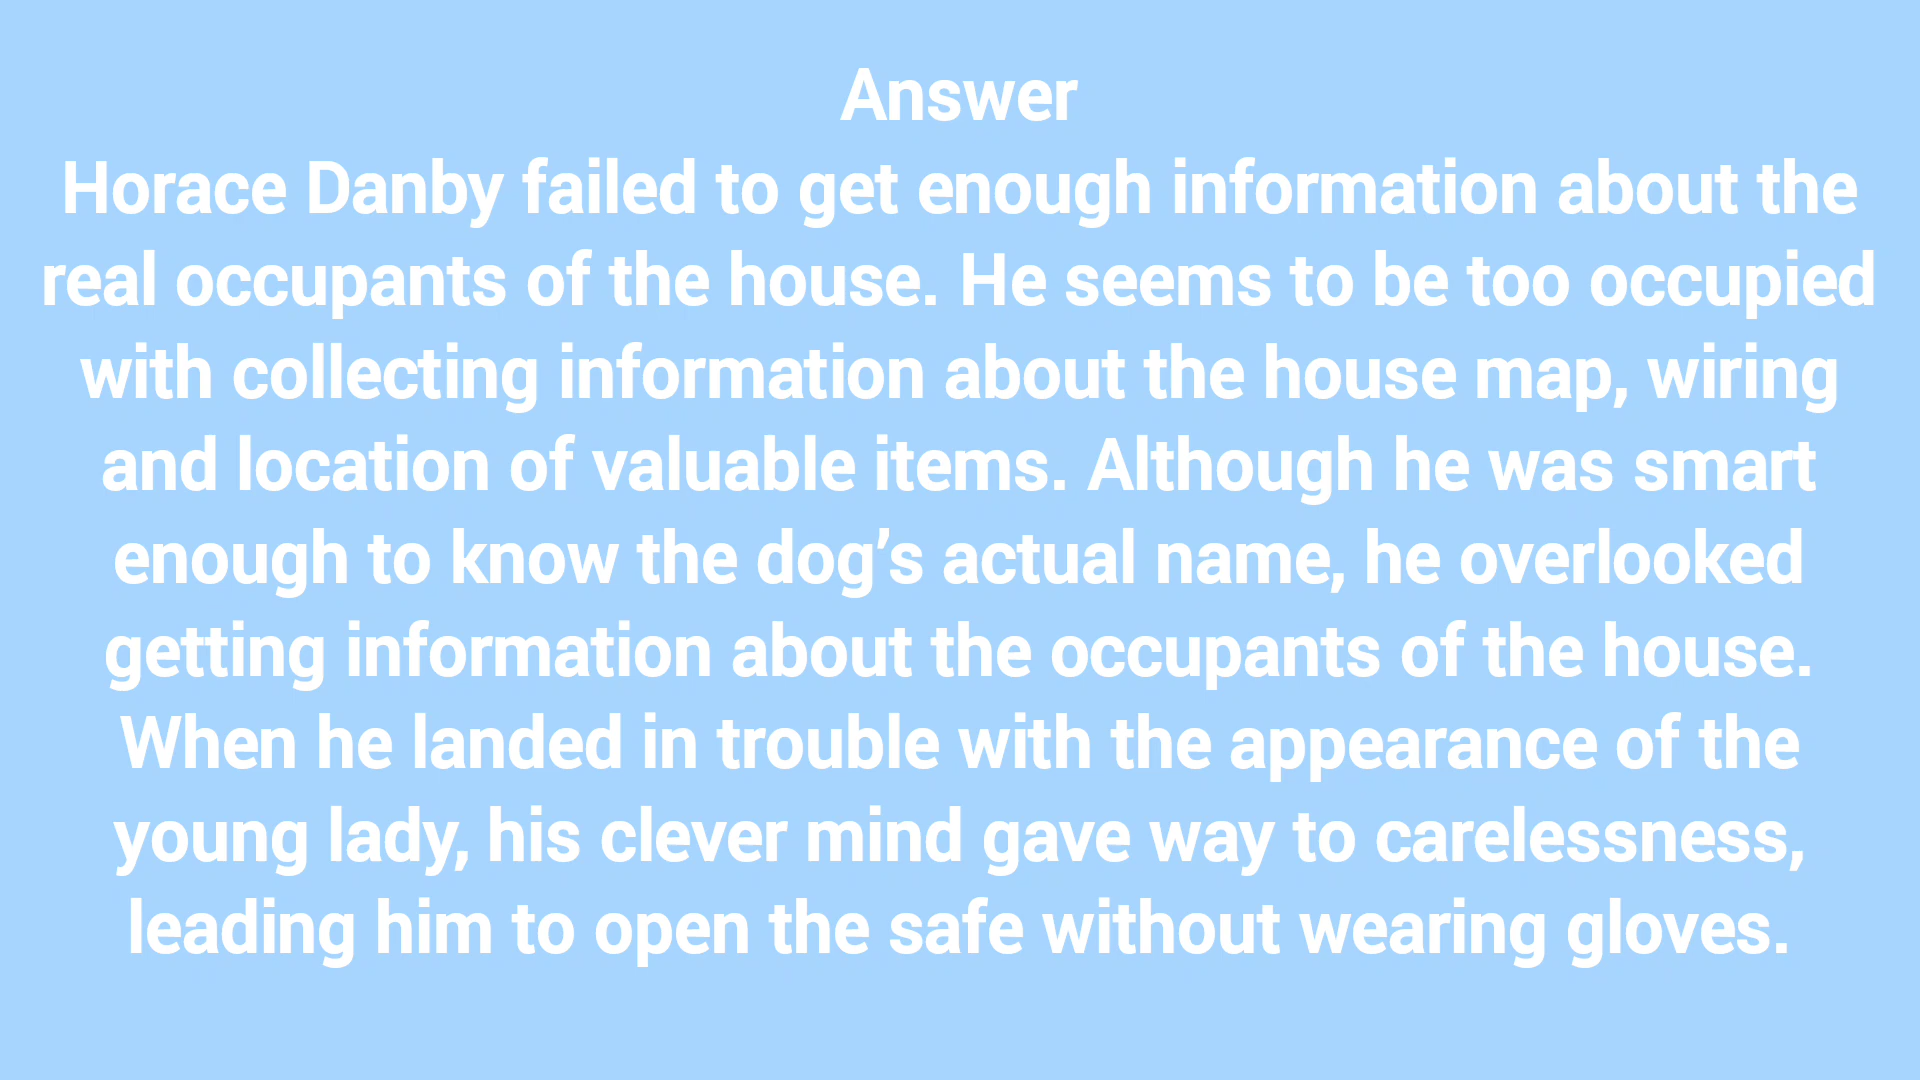 Answer
Horace Danby failed to get enough information about the
real occupants of the house. He seems to be too occupied
with collecting information about the house map, wiring
and location of valuable items. Although he was smart
enough to know the dog’s actual name, he overlooked
getting information about the occupants of the house.
When he landed in trouble with the appearance of the
young lady, his clever mind gave way to carelessness,
leading him to open the safe without wearing gloves.